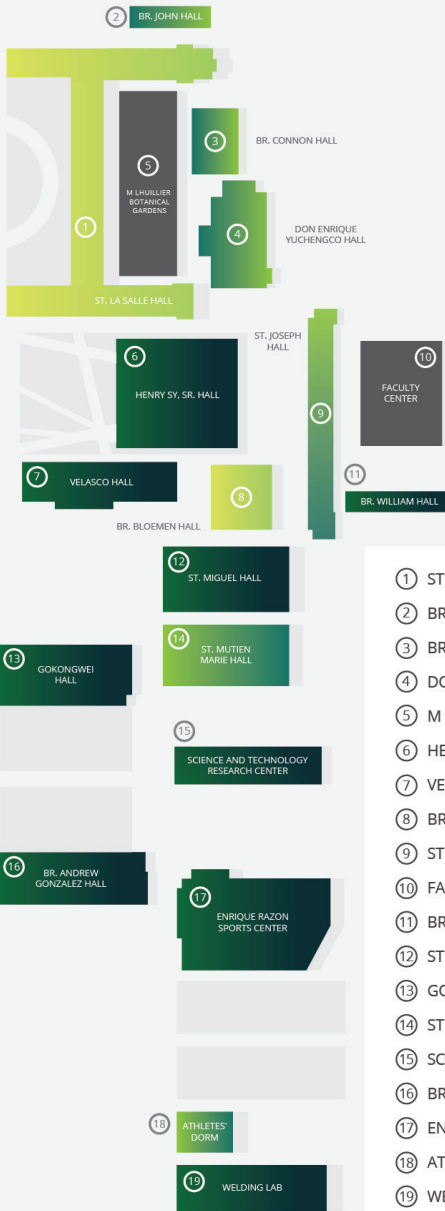 2 BR. JOHN HALL
3
BR. CONNON HALL
5
M LHUILLIER
BOTANICAL
GARDENS
1
4
DON ENRIQUE
YUCHENGCO HALL
ST. LA SALLE HALL
ST. JOSEPH
HALL
6
HENRY SY, SR. HALL
10
FACULTY
CENTER
9
7 VELASCO HALL
8
BR. BLOEMEN HALL
11
BR. WILLIAM HALL
12
ST. MIGUEL HALL
14
ST. MUTIEN
MARIE HALL
13
GOKONGWEI
HALL
15
SCIENCE AND TECHNOLOGY
RESEARCH CENTER
16
BR. ANDREW
GONZALEZ HALL
17
ENRIQUE RAZON
SPORTS CENTER
18
ATHLETES'
DORM
19 WELDING LAB
1 ST
2 BR
3 BR
4 DO
5 M
6 HE
7 VE
8 BR
9 ST
10 FA
11 BR
12 ST
13 GO
14 ST
15 SC
16 BR
17 EN
18 AT
19 WE